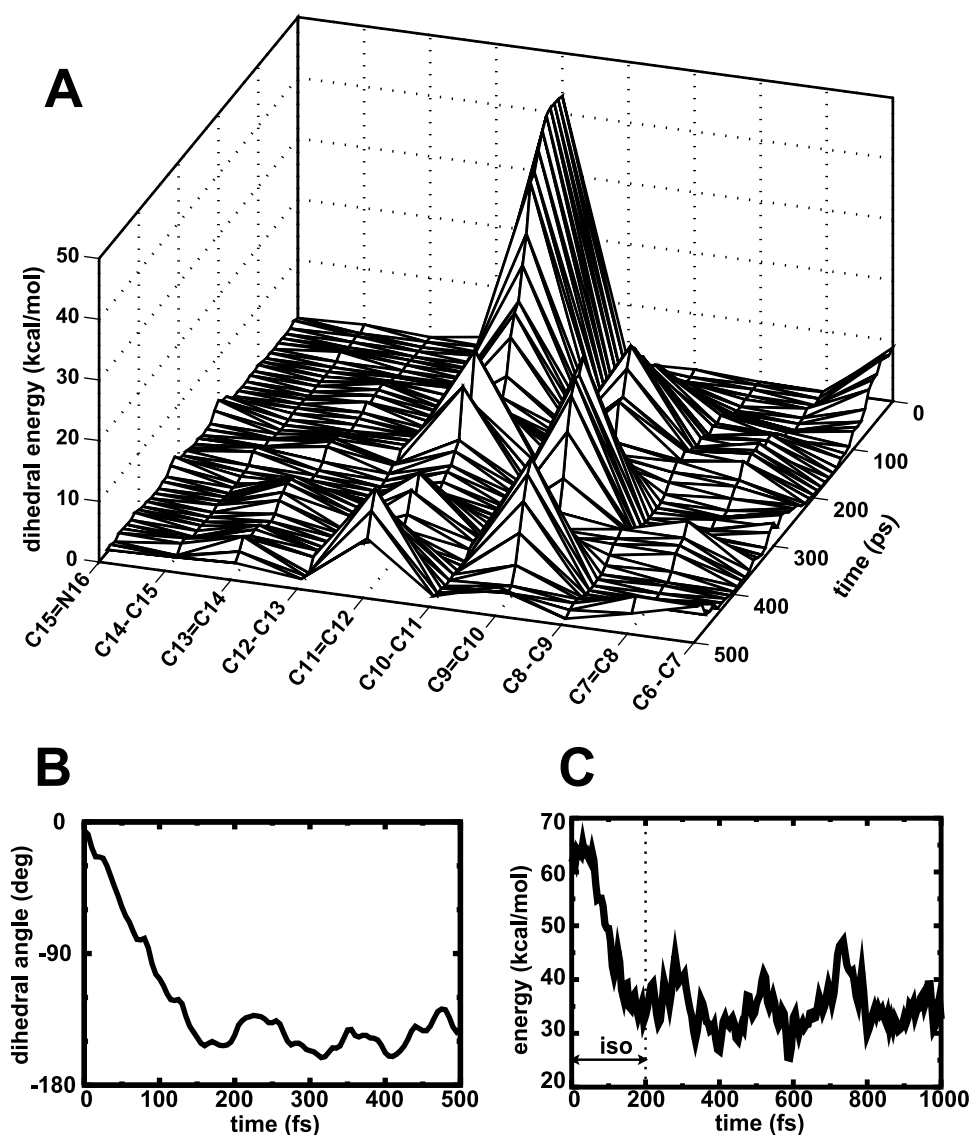 A
dihedral energy (kcal/mol)
50
40
30
20
10
0
C15=N16
C14-C15
C13=C14
C12-C13
C11=C12
C10-C11
C9=C10
C8-C9
C7=C8
C6-C7
0
100
200
300
400
500
time (ps)
B
dihedral angle (deg)
0
-90
-180
0 100 200 300 400 500
time (fs)
C
energy (kcal/mol)
70
60
50
40
30
20
iso
0 200 400 600 800 1000
time (fs)